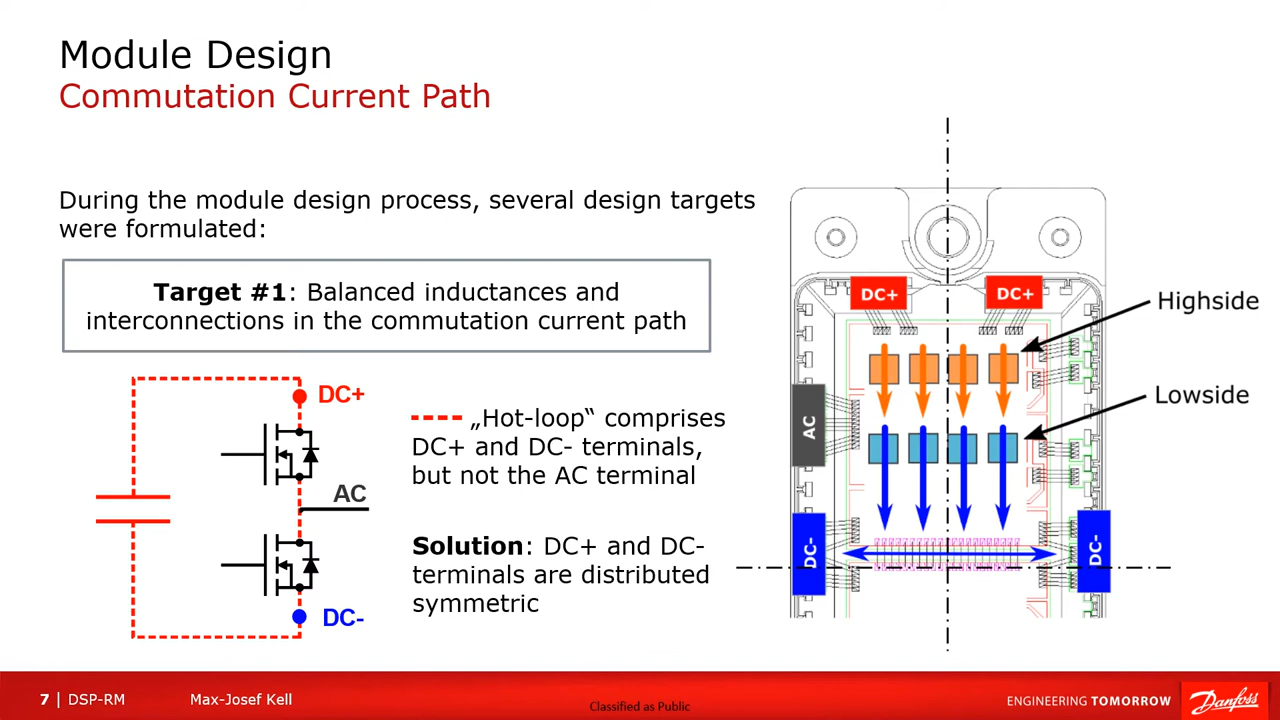 Module Design
Commutation Current Path
During the module design process, several design targets
were formulated:
Target #1: Balanced inductances and
interconnections in the commutation current path
DC+
AC
DC-
„Hot-loop“ comprises
DC+ and DC- terminals,
but not the AC terminal
Solution: DC+ and DC-
terminals are distributed
symmetric
DC+
DC+
Highside
Lowside
AC
DC-
DC-
7 | DSP-RM
Max-Josef Kell
Classified as Public
ENGINEERING TOMORROW
Danfoss